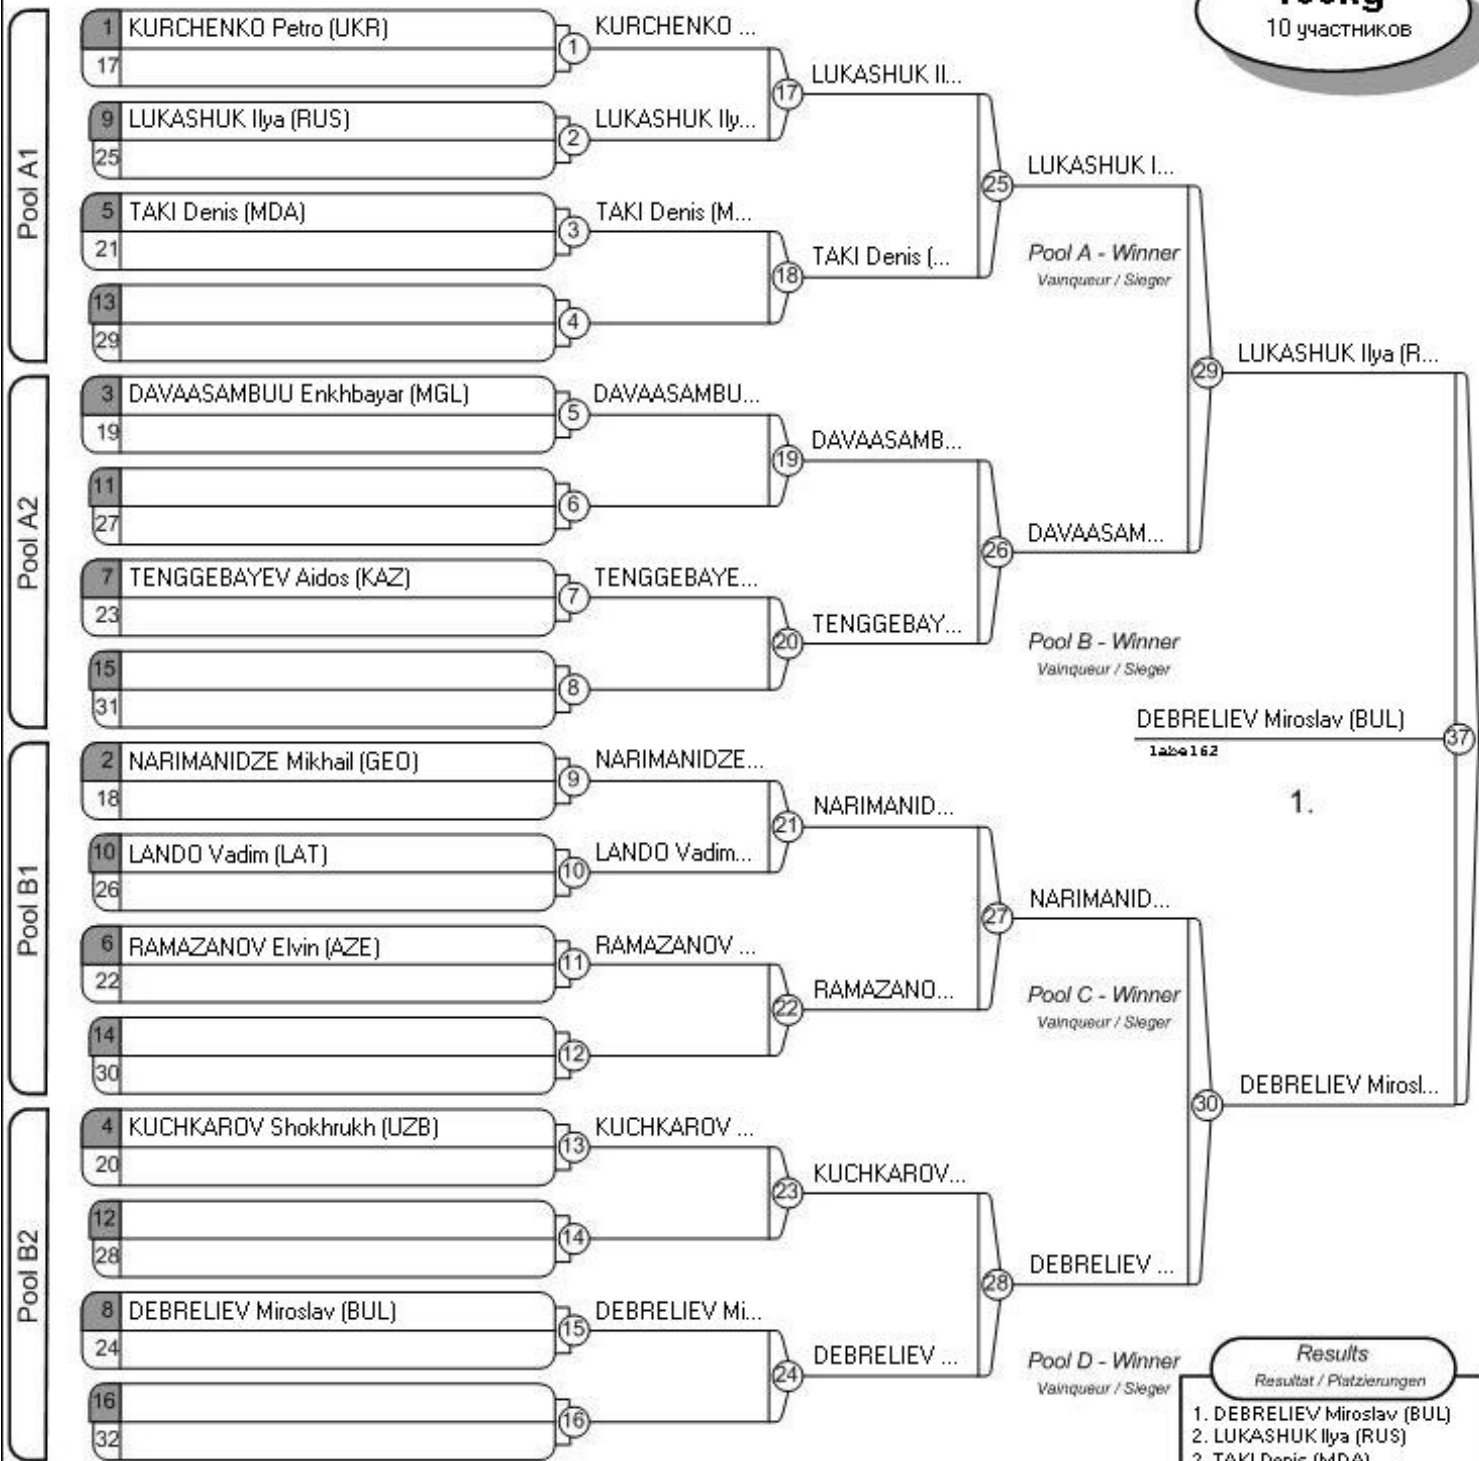 10 участников
Pool A1
1 KURCHENKO Petro (UKR)
17
9 LUKASHUK Ilya (RUS)
25
5 TAKI Denis (MDA)
21
13
29
Pool A2
3 DAVAASAMBUU Enkhbayar (MGL)
19
11
27
7 TENGGEBAYEV Aidos (KAZ)
23
15
31
Pool B1
2 NARIMANIDZE Mikhail (GEO)
18
10 LANDO Vadim (LAT)
26
6 RAMAZANOV Elvin (AZE)
22
14
30
Pool B2
4 KUCHKAROV Shokhrukh (UZB)
20
12
28
8 DEBRELIEV Miroslav (BUL)
24
16
32
1 KURCHENKO ...
2 LUKASHUK Ily...
3 TAKI Denis (M...
4
5 DAVAASAMBU...
6
7 TENGGEBAYE...
8
9 NARIMANIDZE...
10 LANDO Vadim...
11 RAMAZANOV ...
12
13 KUCHKAROV ...
14
15 DEBRELIEV Mi...
16
17 LUKASHUK Il...
18 TAKI Denis (...
19 DAVAASAMB...
20 TENGGEBAY...
21 NARIMANID...
22 RAMAZANO...
23 KUCHKAROV...
24 DEBRELIEV ...
25 LUKASHUK I...
Pool A - Winner
Vainqueur / Sieger
26 DAVAASAM...
Pool B - Winner
Vainqueur / Sieger
27 NARIMANID...
Pool C - Winner
Vainqueur / Sieger
28 DEBRELIEV ...
Pool D - Winner
Vainqueur / Sieger
29 LUKASHUK Ilya (R...
30 DEBRELIEV Mirosl...
DEBRELIEV Miroslav (BUL)
37
label62
1.
Results
Resultat / Platzierungen
1. DEBRELIEV Miroslav (BUL)
2. LUKASHUK Ilya (RUS)
3. TAKI Denis (MDA)